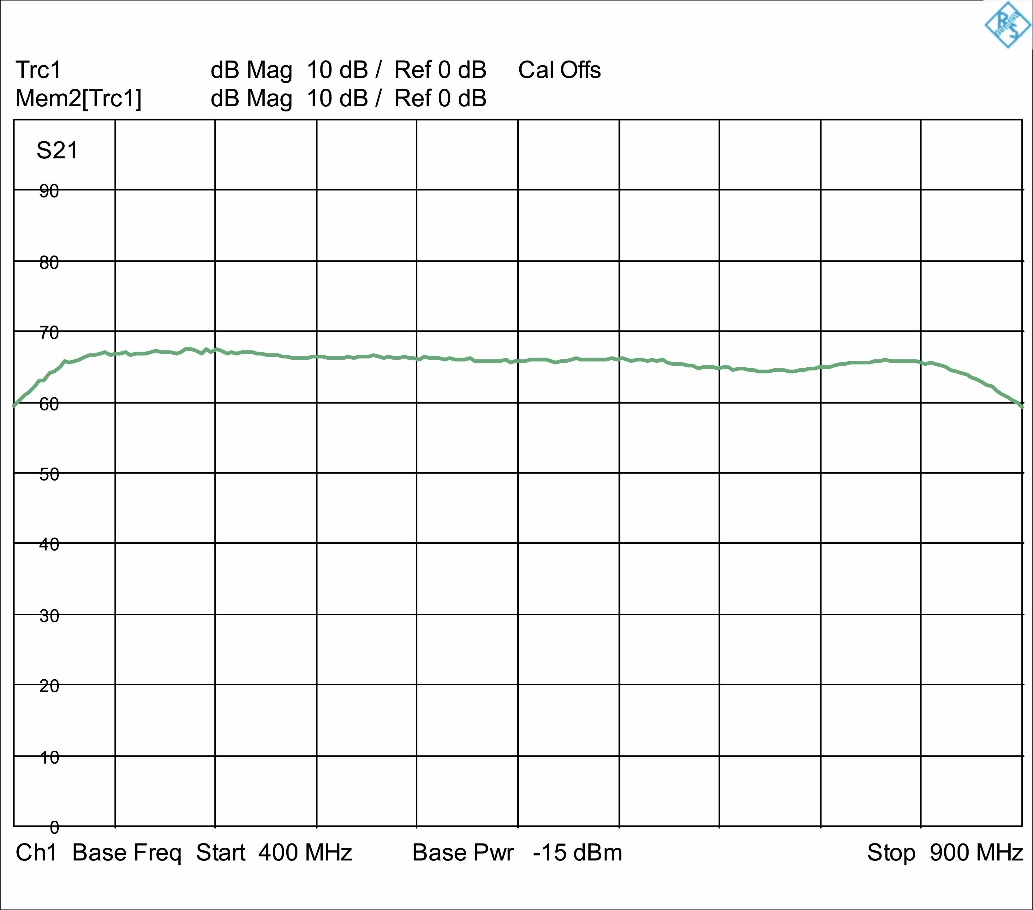 R&S
Trc1 dB Mag 10 dB / Ref 0 dB Cal Offs
Mem2[Trc1] dB Mag 10 dB / Ref 0 dB
S21
90
80
70
60
50
40
30
20
10
0
Ch1 Base Freq Start 400 MHz Base Pwr -15 dBm Stop 900 MHz